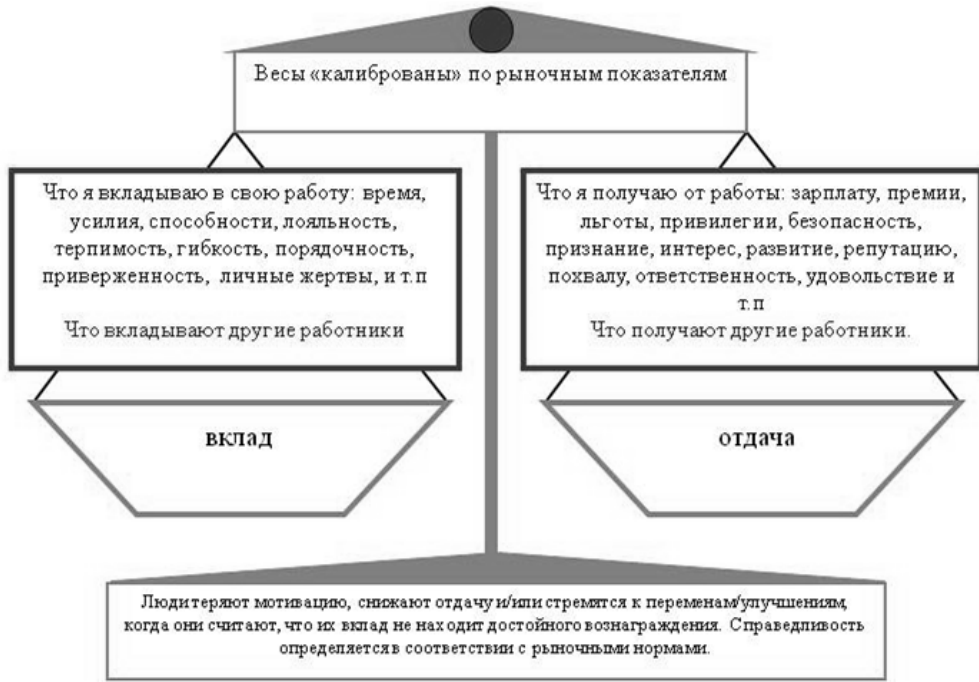 Весы «калиброваны» по рыночным показателям
Что я вкладываю в свою работу: время,
усилия, способности, лояльность,
терпимость, гибкость, порядочность,
приверженность, личные жертвы, и т.п
Что вкладывают другие работники
Что я получаю от работы: зарплату, премии,
льготы, привилегии, безопасность,
признание, интерес, развитие, репутацию,
похвалу, ответственность, удовольствие и
т.п
Что получают другие работники.
вклад
отдача
Люди теряют мотивацию, снижают отдачу и/или стремятся к переменам/улучшениям,
когда они считают, что их вклад не находит достойного вознаграждения. Справедливость
определяется в соответствии с рыночными нормами.